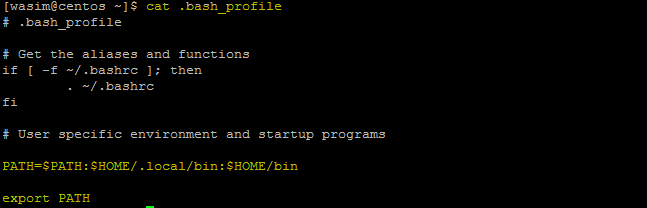 [wasim@centos ~]$ cat .bash_profile
# .bash_profile
# Get the aliases and functions
if [ -f ~/.bashrc ]; then
. ~/.bashrc
fi
# User specific environment and startup programs
PATH=$PATH:$HOME/.local/bin:$HOME/bin
export PATH